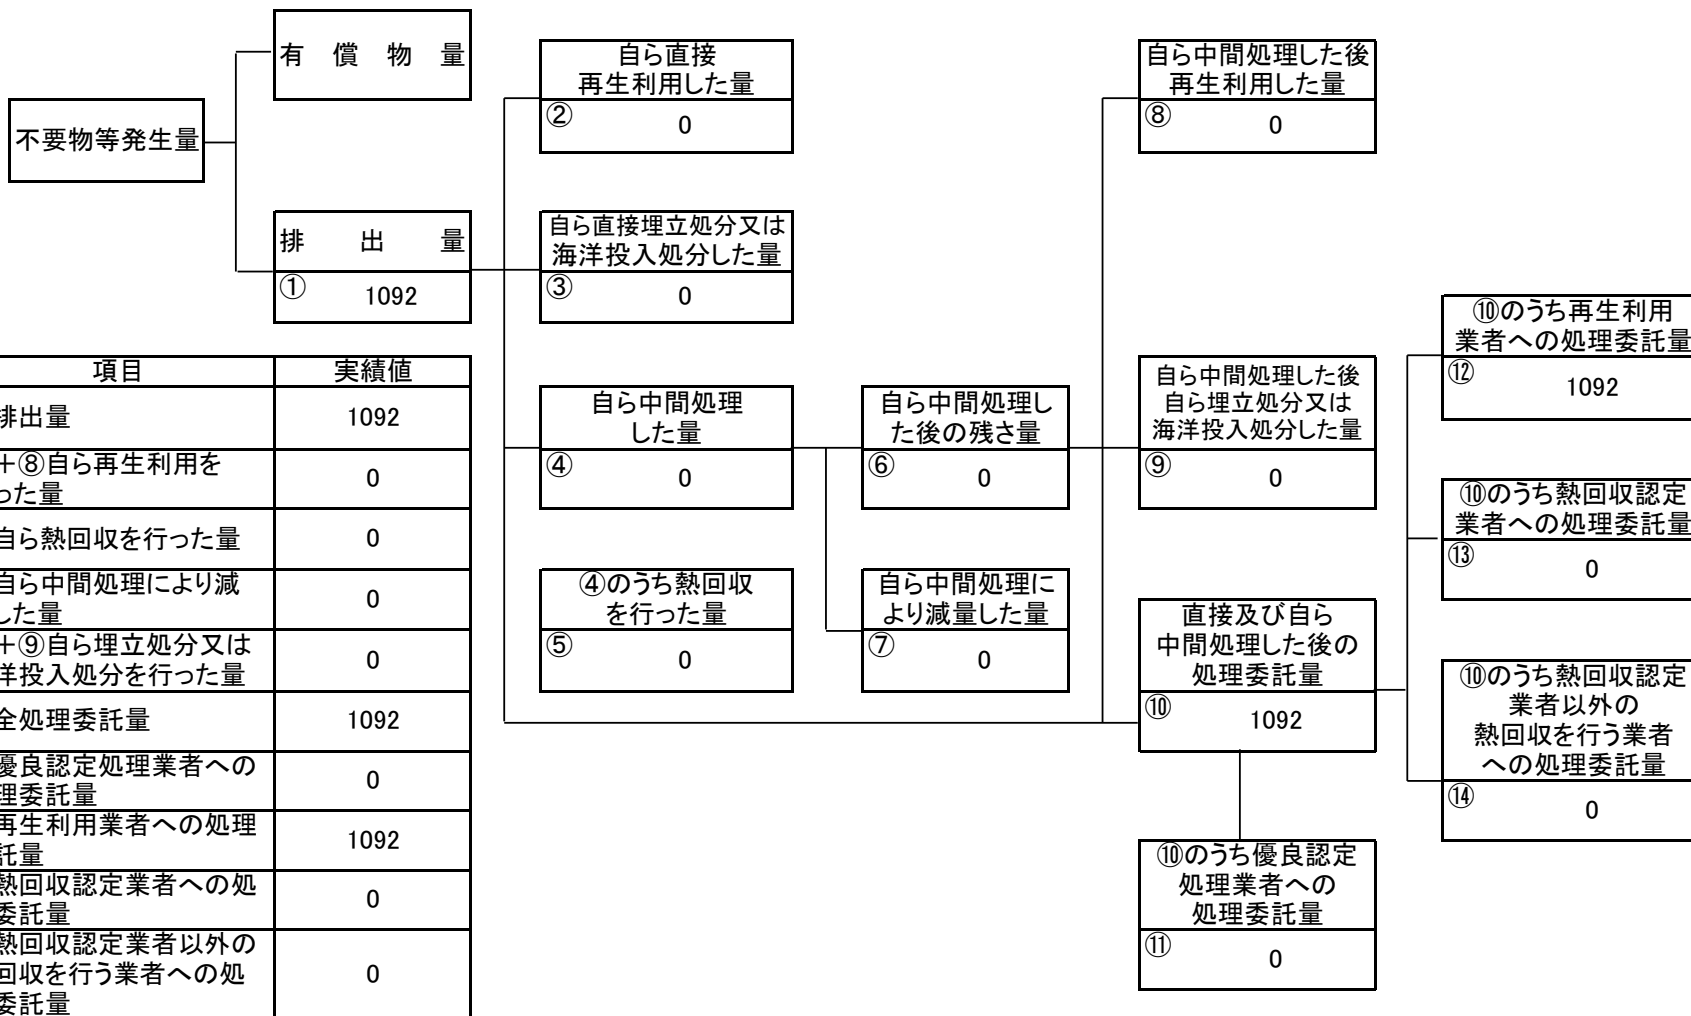 有償物量
不要物等発生量
排出量
① 1092
自ら直接
再生利用した量
② 0
自ら直接埋立処分又は
海洋投入処分した量
③ 0
自ら中間処理
した量
④ 0
④のうち熱回収
を行った量
⑤ 0
自ら中間処理し
た後の残さ量
⑥ 0
自ら中間処理に
より減量した量
⑦ 0
自ら中間処理した後
再生利用した量
⑧ 0
自ら中間処理した後
自ら埋立処分又は
海洋投入処分した量
⑨ 0
直接及び自ら
中間処理した後の
処理委託量
⑩ 1092
⑩のうち優良認定
処理業者への
処理委託量
⑪ 0
⑩のうち再生利用
業者への処理委託量
⑫ 1092
⑩のうち熱回収認定
業者への処理委託量
⑬ 0
⑩のうち熱回収認定
業者以外の
熱回収を行う業者
への処理委託量
⑭ 0
項目 実績値
排出量 1092
+⑧自ら再生利用を
った量 0
自ら熱回収を行った量 0
自ら中間処理により減
した量 0
+⑨自ら埋立処分又は
洋投入処分を行った量 0
全処理委託量 1092
優良認定処理業者への
理委託量 0
再生利用業者への処理
託量 1092
熱回収認定業者への処
委託量 0
熱回収認定業者以外の
回収を行う業者への処
委託量 0